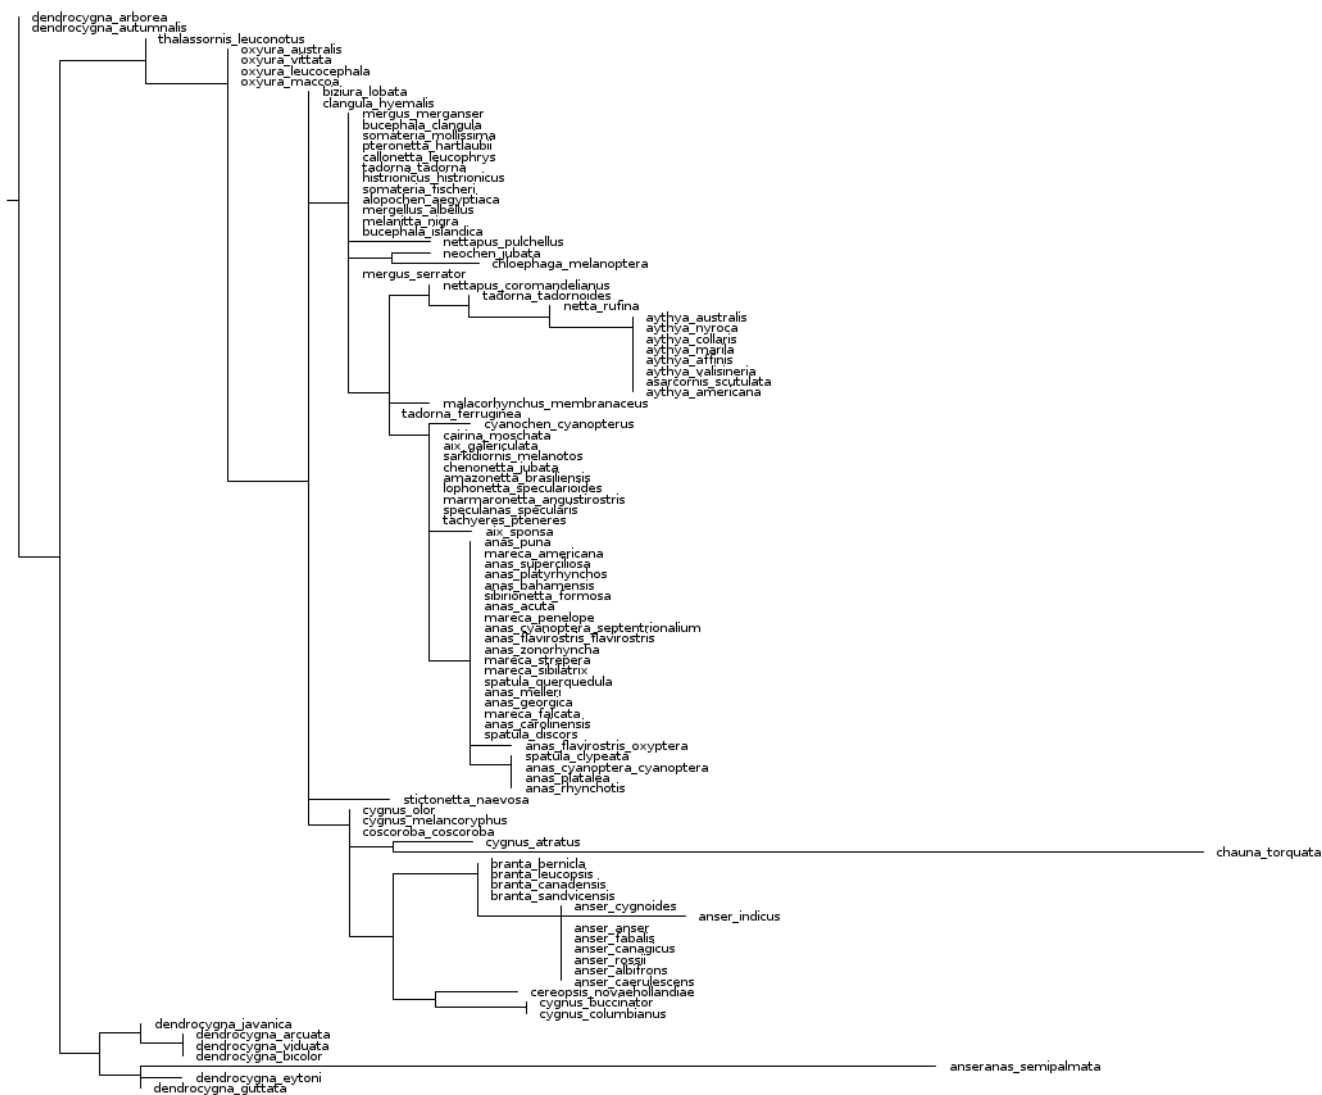 dendrocygna_arborea
dendrocygna_autumnalis
thalassornis_leuconotus
oxyura_australis
oxyura_vittata
oxyura_leucocephala
oxyura_maccoa
biziura_lobata
clangula_hyemalis
mergus_merganser
bucephala_clangula
somateria_mollissima
pteronetta_hartlaubii
callonetta_leucophrys
tadorna_tadorna
histrionicus_histrionicus
somateria_fischeri
alopochen_aegyptiaca
mergellus_albellus
melanitta_nigra
bucephala_islandica
nettapus_pulchellus
neochen_jubata
chloephaga_melanoptera
mergus_serrator
nettapus_coromandelianus
tadorna_tadornoides
netta_rufina
aythya_australis
aythya_nyroca
aythya_collaris
aythya_marila
aythya_affinis
aythya_valisineria
asarcornis_scutulata
aythya_americana
malacorhynchus_membranaceus
tadorna_ferruginea
cyanochen_cyanopterus
cairina_moschata
aix_galericulata
sarkidiornis_melanotos
chenonetta_jubata
amazonetta_brasiliensis
lophonetta_specularioides
marmaronetta_angustirostris
speculanas_specularis
tachyeres_pteneres
aix_sponsa
anas_puna
mareca_americana
anas_superciliosa
anas_platyrhynchos
anas_bahamensis
sibirionetta_formosa
anas_acuta
mareca_penelope
anas_cyanoptera_septentrionalium
anas_flavirostris_flavirostris
anas_zonorhyncha
mareca_strepera
mareca_sibilatrix
spatula_querquedula
anas_melleri
anas_georgica
mareca_falcata
anas_carolinensis
spatula_discors
anas_flavirostris_oxyptera
spatula_clypeata
anas_cyanoptera_cyanoptera
anas_platalea
anas_rhynchotis
stictonetta_naevosa
cygnus_olor
cygnus_melancoryphus
coscoroba_coscoroba
cygnus_atratus
chauna_torquata
branta_bernicla
branta_leucopsis
branta_canadensis
branta_sandvicensis
anser_cygnoides
anser_indicus
anser_anser
anser_fabalis
anser_canagicus
anser_rossii
anser_albifrons
anser_caerulescens
cereopsis_novaehollandiae
cygnus_buccinator
cygnus_columbianus
dendrocygna_javanica
dendrocygna_arcuata
dendrocygna_viduata
dendrocygna_bicolor
anseranas_semipalmata
dendrocygna_eytoni
dendrocygna_guttata